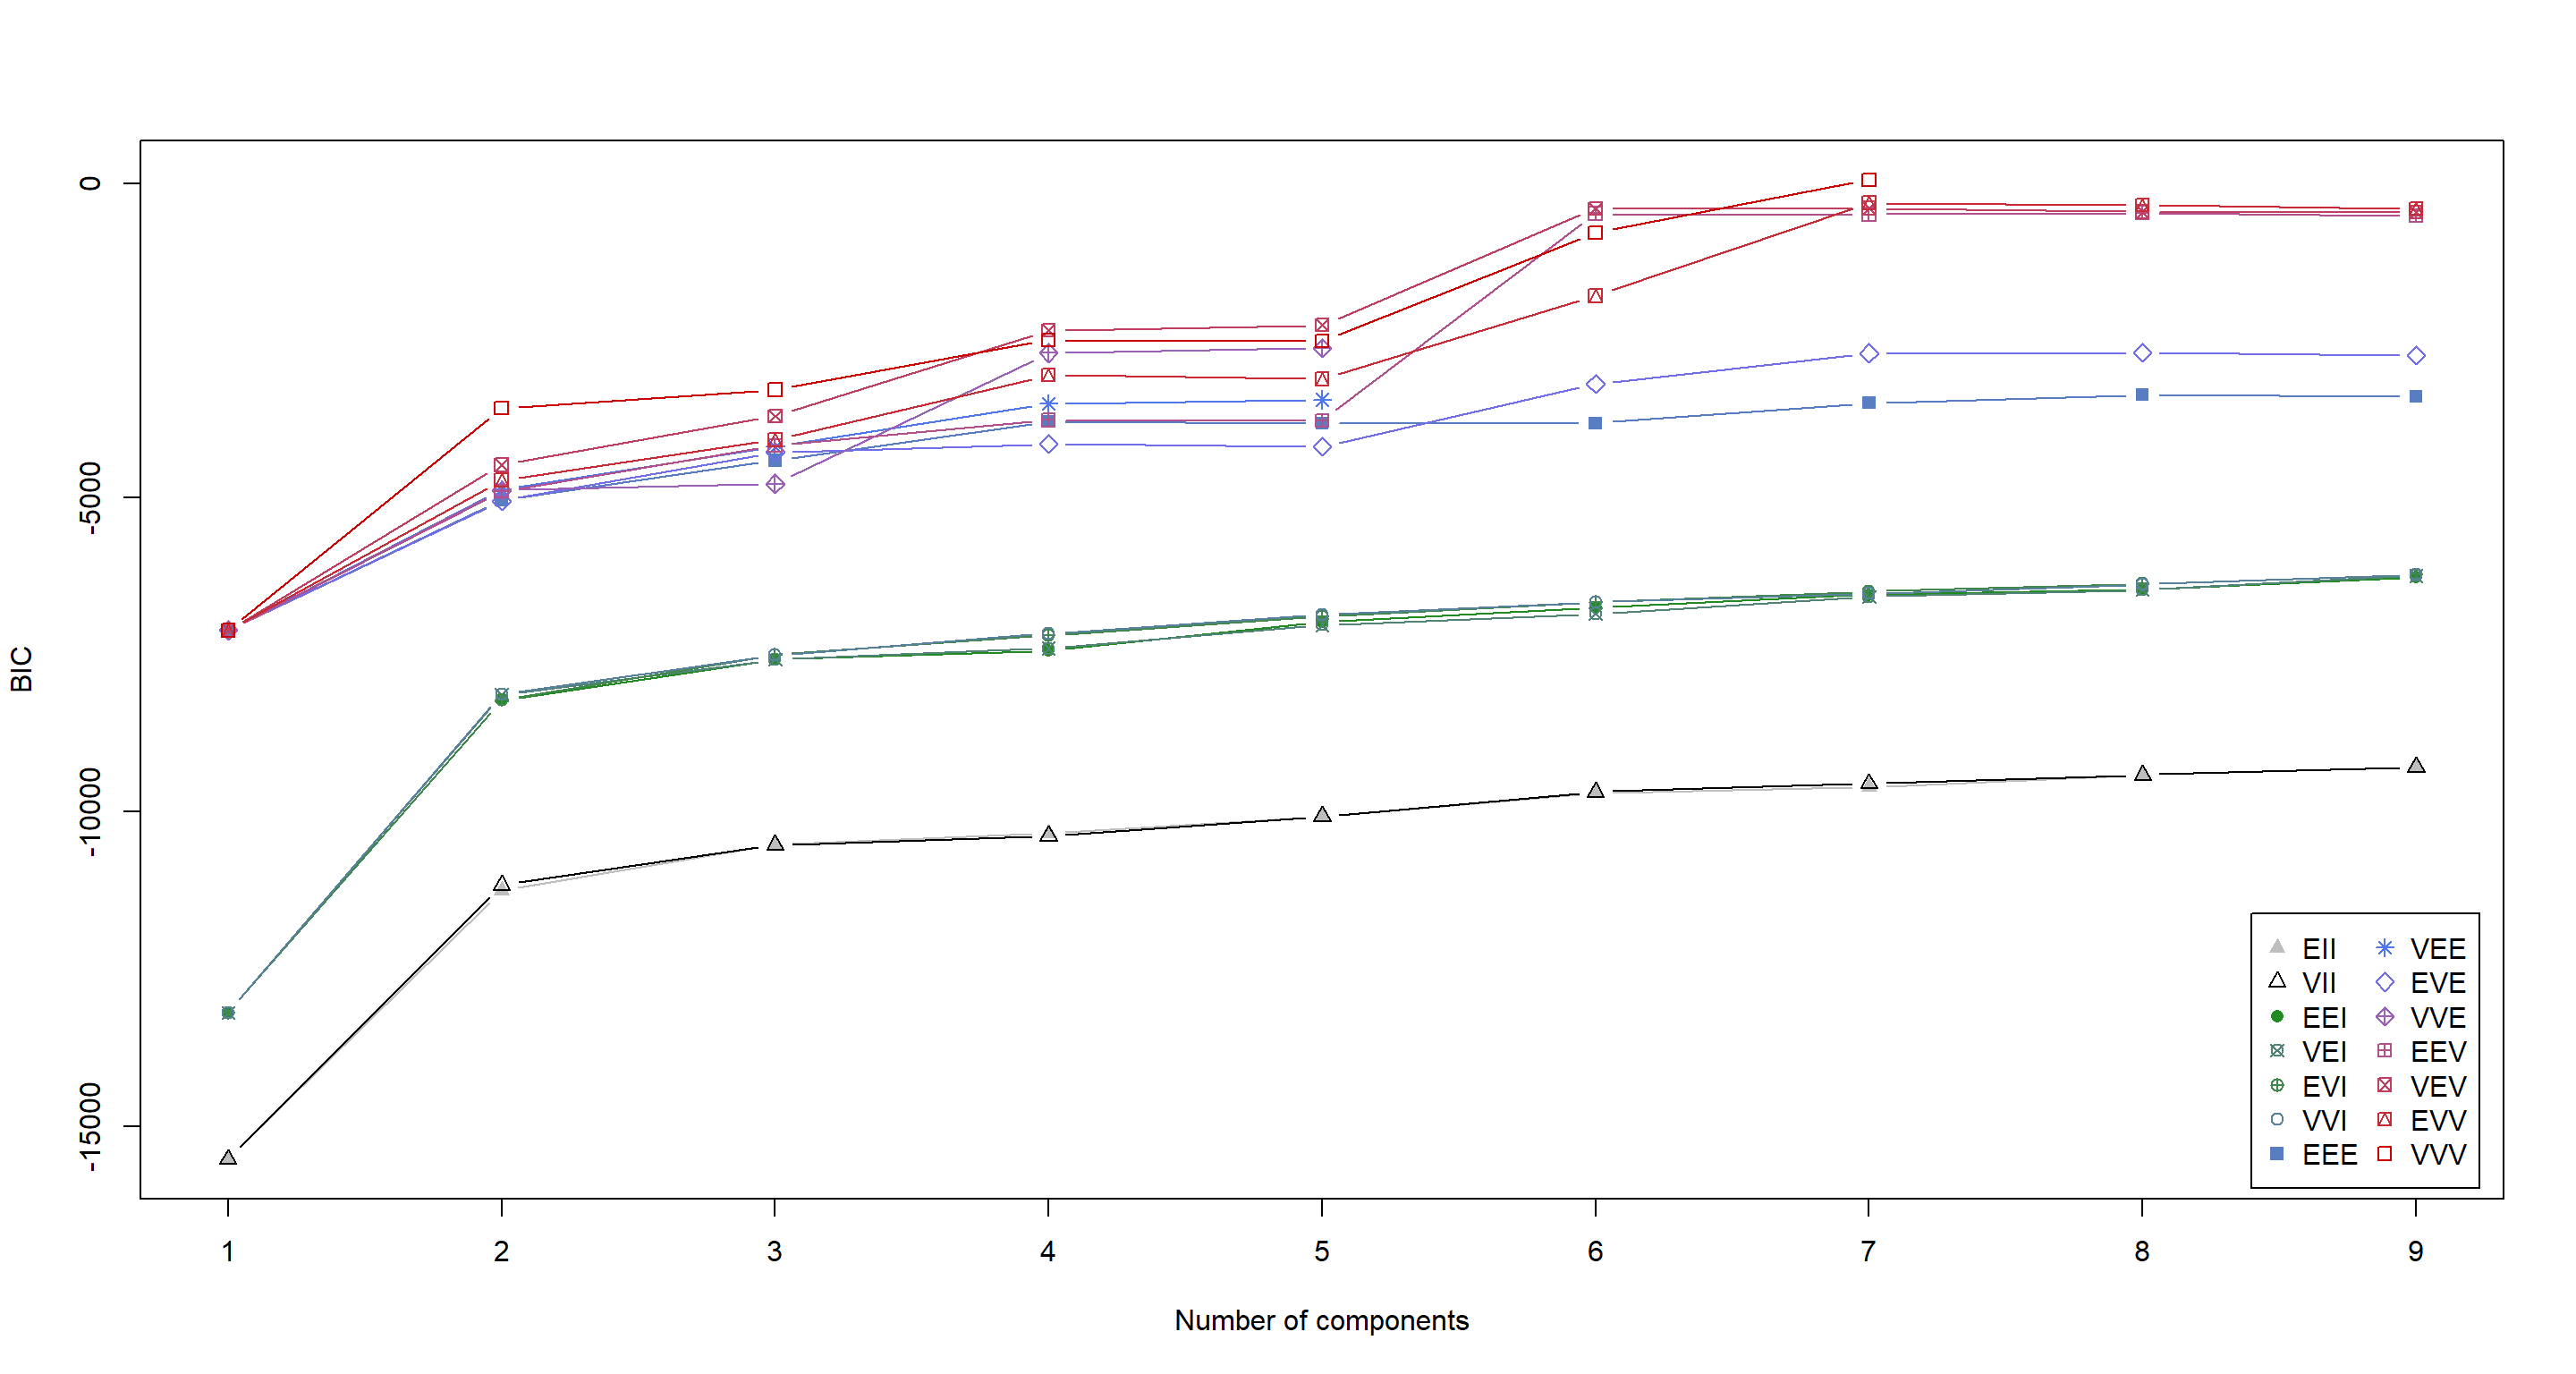 BIC
0
-5000
-10000
-15000
1 2 3 4 5 6 7 8 9
Number of components
EII VEE
VII EVE
EEI VVE
VEI EEV
EVI VEV
VVI EVV
EEE VVV